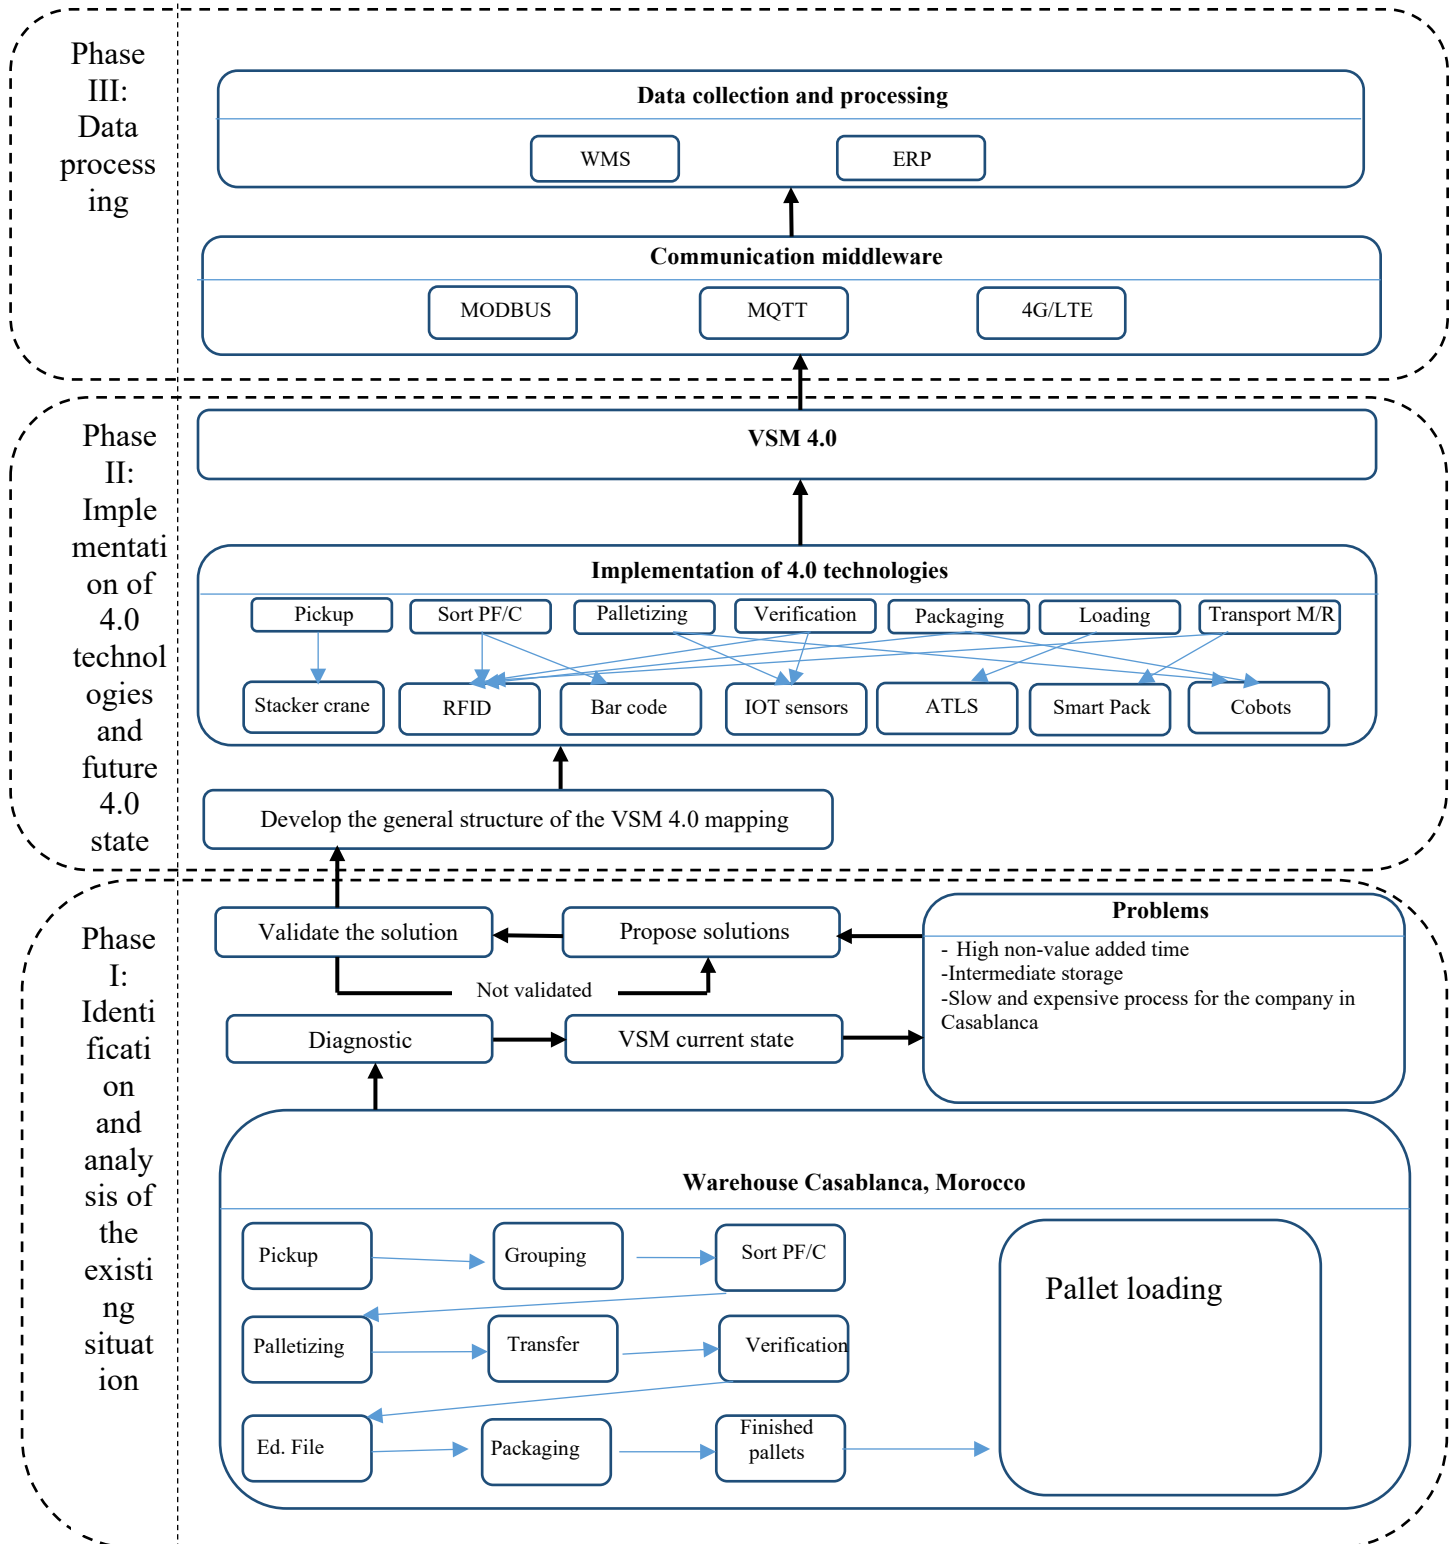 Phase
III:
Data
process
ing
Data collection and processing
WMS
ERP
Communication middleware
MODBUS
MQTT
4G/LTE
Phase
II:
Imple
mentati
on of
4.0
technol
ogies
and
future
4.0
state
VSM 4.0
Implementation of 4.0 technologies
Pickup
Sort PF/C
Palletizing
Verification
Packaging
Loading
Transport M/R
Stacker crane
RFID
Bar code
IOT sensors
ATLS
Smart Pack
Cobots
Develop the general structure of the VSM 4.0 mapping
Phase
I:
Identi
ficati
on
and
analy
sis of
the
existi
ng
situat
ion
Validate the solution
Propose solutions
Not validated
Diagnostic
VSM current state
Problems
- High non-value added time
-Intermediate storage
-Slow and expensive process for the company in
Casablanca
Warehouse Casablanca, Morocco
Pickup
Grouping
Sort PF/C
Palletizing
Transfer
Verification
Ed. File
Packaging
Finished
pallets
Pallet loading